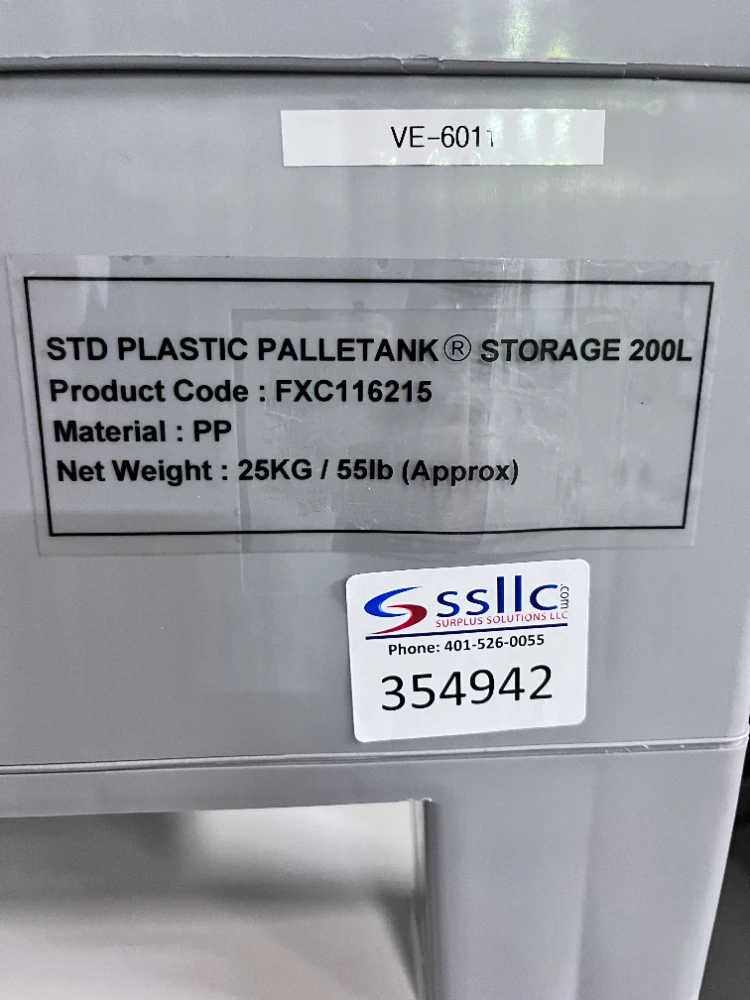 VE-6011
STD PLASTIC PALLETANK® STORAGE 200L
Product Code : FXC116215
Material : PP
Net Weight : 25KG / 55lb (Approx)
ssllc.com
SURPLUS SOLUTIONS LLC
Phone: 401-526-0055
354942